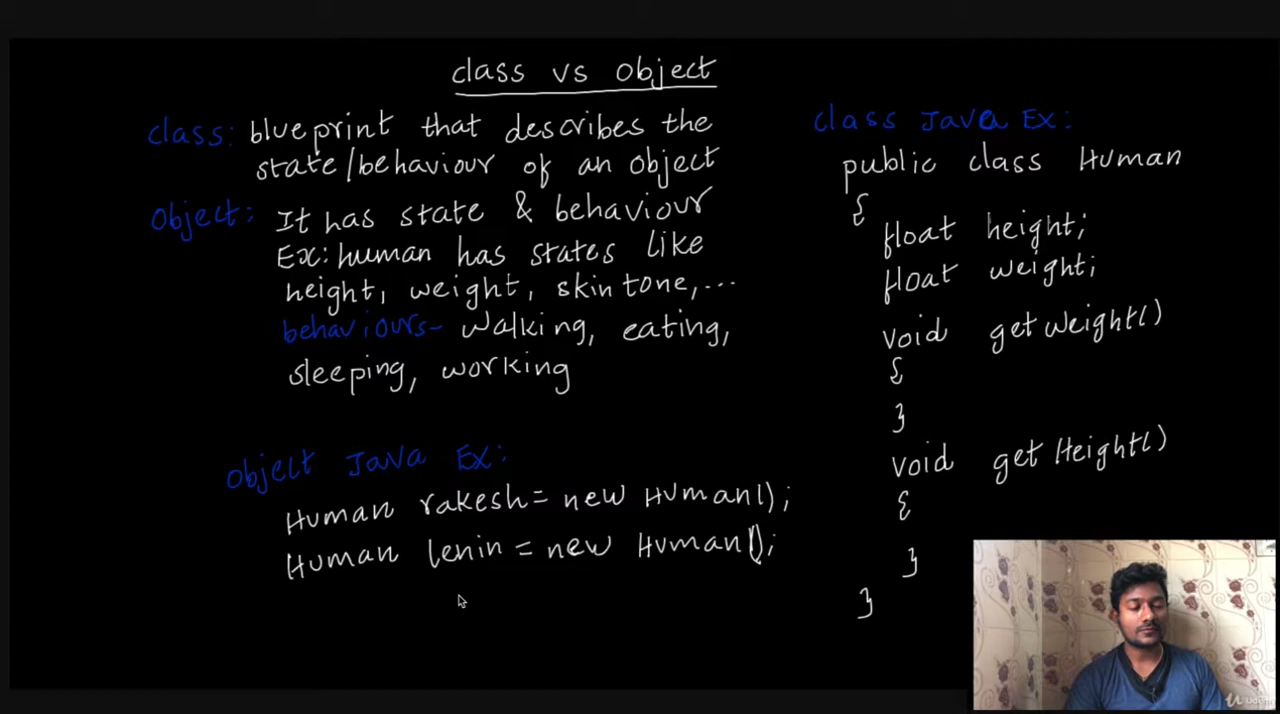 class vs Object
class: blueprint that describes the
state/behaviour of an object
Object: It has state & behaviour
Ex: human has states like
height, weight, skin tone,...
behaviours- walking, eating,
sleeping, working
Object Java Ex:
Human rakesh = new Human();
Human lenin = new Human();
class Java Ex:
public class Human
{
float height;
float weight;
void getWeight()
{
}
void getHeight()
{
}
}
Udemy